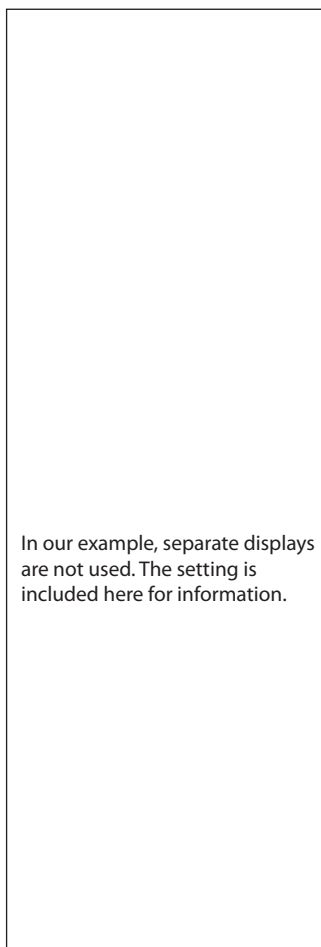 In our example, separate displays
are not used. The setting is
included here for information.